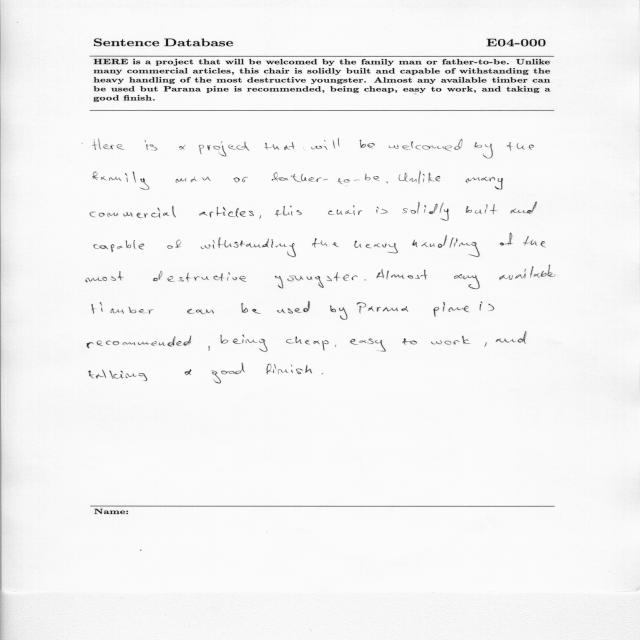 Sentence Database E04-000
HERE is a project that will be welcomed by the family man or father-to-be. Unlike
many commercial articles, this chair is solidly built and capable of withstanding the
heavy handling of the most destructive youngster. Almost any available timber can
be used but Parana pine is recommended, being cheap, easy to work, and taking a
good finish.
Here is a project that will be welcomed by the
family man or father-to-be. Unlike many
commercial articles, this chair is solidly built and
capable of withstanding the heavy handling of the
most destructive youngster. Almost any available
timber can be used by Parana pine is
recommended, being cheap, easy to work, and
talking a good finish.
Name: